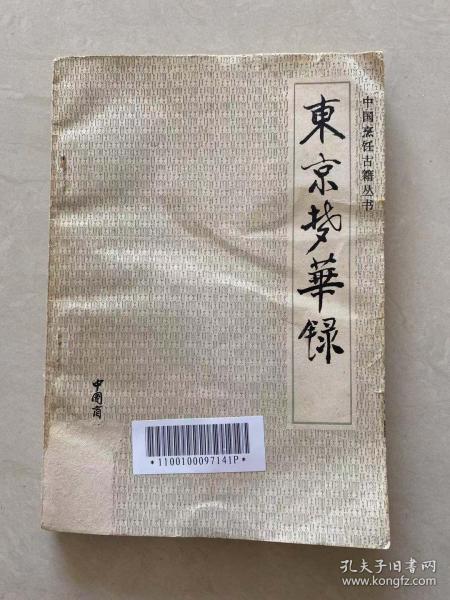 中国烹饪古籍丛书
東京梦華録
中國商
*1100100097141P*
孔夫子旧书网
www.kongfz.com